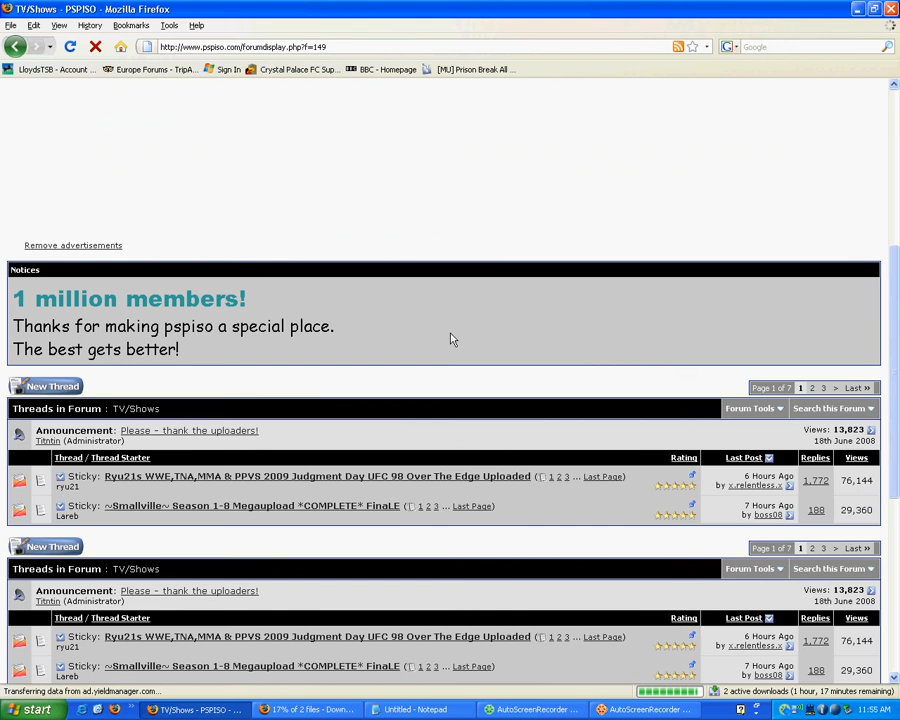 TV/Shows - PSPISO - Mozilla Firefox
File Edit View History Bookmarks Tools Help
http://www.pspiso.com/forumdisplay.php?f=149
Google
LloydsTSB - Account ... Europe Forums - TripA... Sign In Crystal Palace FC Sup... BBC - Homepage [MU] Prison Break All ...
Remove advertisements
Notices
1 million members!
Thanks for making pspiso a special place.
The best gets better!
New Thread Page 1 of 7 1 2 3 > Last »
Threads in Forum : TV/Shows Forum Tools Search this Forum
Announcement: Please - thank the uploaders! Views: 13,823
Titntin (Administrator) 18th June 2008
Thread / Thread Starter Rating Last Post Replies Views
Sticky: Ryu21s WWE,TNA,MMA & PPVS 2009 Judgment Day UFC 98 Over The Edge Uploaded ( 1 2 3 ... Last Page) 6 Hours Ago 1,772 76,144
ryu21 by x.relentless.x
Sticky: ~Smallville~ Season 1-8 Megaupload *COMPLETE* FinaLE ( 1 2 3 ... Last Page) 7 Hours Ago 188 29,360
Lareb by boss08
New Thread Page 1 of 7 1 2 3 > Last »
Threads in Forum : TV/Shows Forum Tools Search this Forum
Announcement: Please - thank the uploaders! Views: 13,823
Titntin (Administrator) 18th June 2008
Thread / Thread Starter Rating Last Post Replies Views
Sticky: Ryu21s WWE,TNA,MMA & PPVS 2009 Judgment Day UFC 98 Over The Edge Uploaded ( 1 2 3 ... Last Page) 6 Hours Ago 1,772 76,144
ryu21 by x.relentless.x
Sticky: ~Smallville~ Season 1-8 Megaupload *COMPLETE* FinaLE ( 1 2 3 ... Last Page) 7 Hours Ago 188 29,360
Lareb by boss08
Transferring data from ad.yieldmanager.com... 2 active downloads (1 hour, 17 minutes remaining)
start TV/Shows - PSPISO - ... 17% of 2 files - Down... Untitled - Notepad AutoScreenRecorder ... AutoScreenRecorder ... 11:55 AM